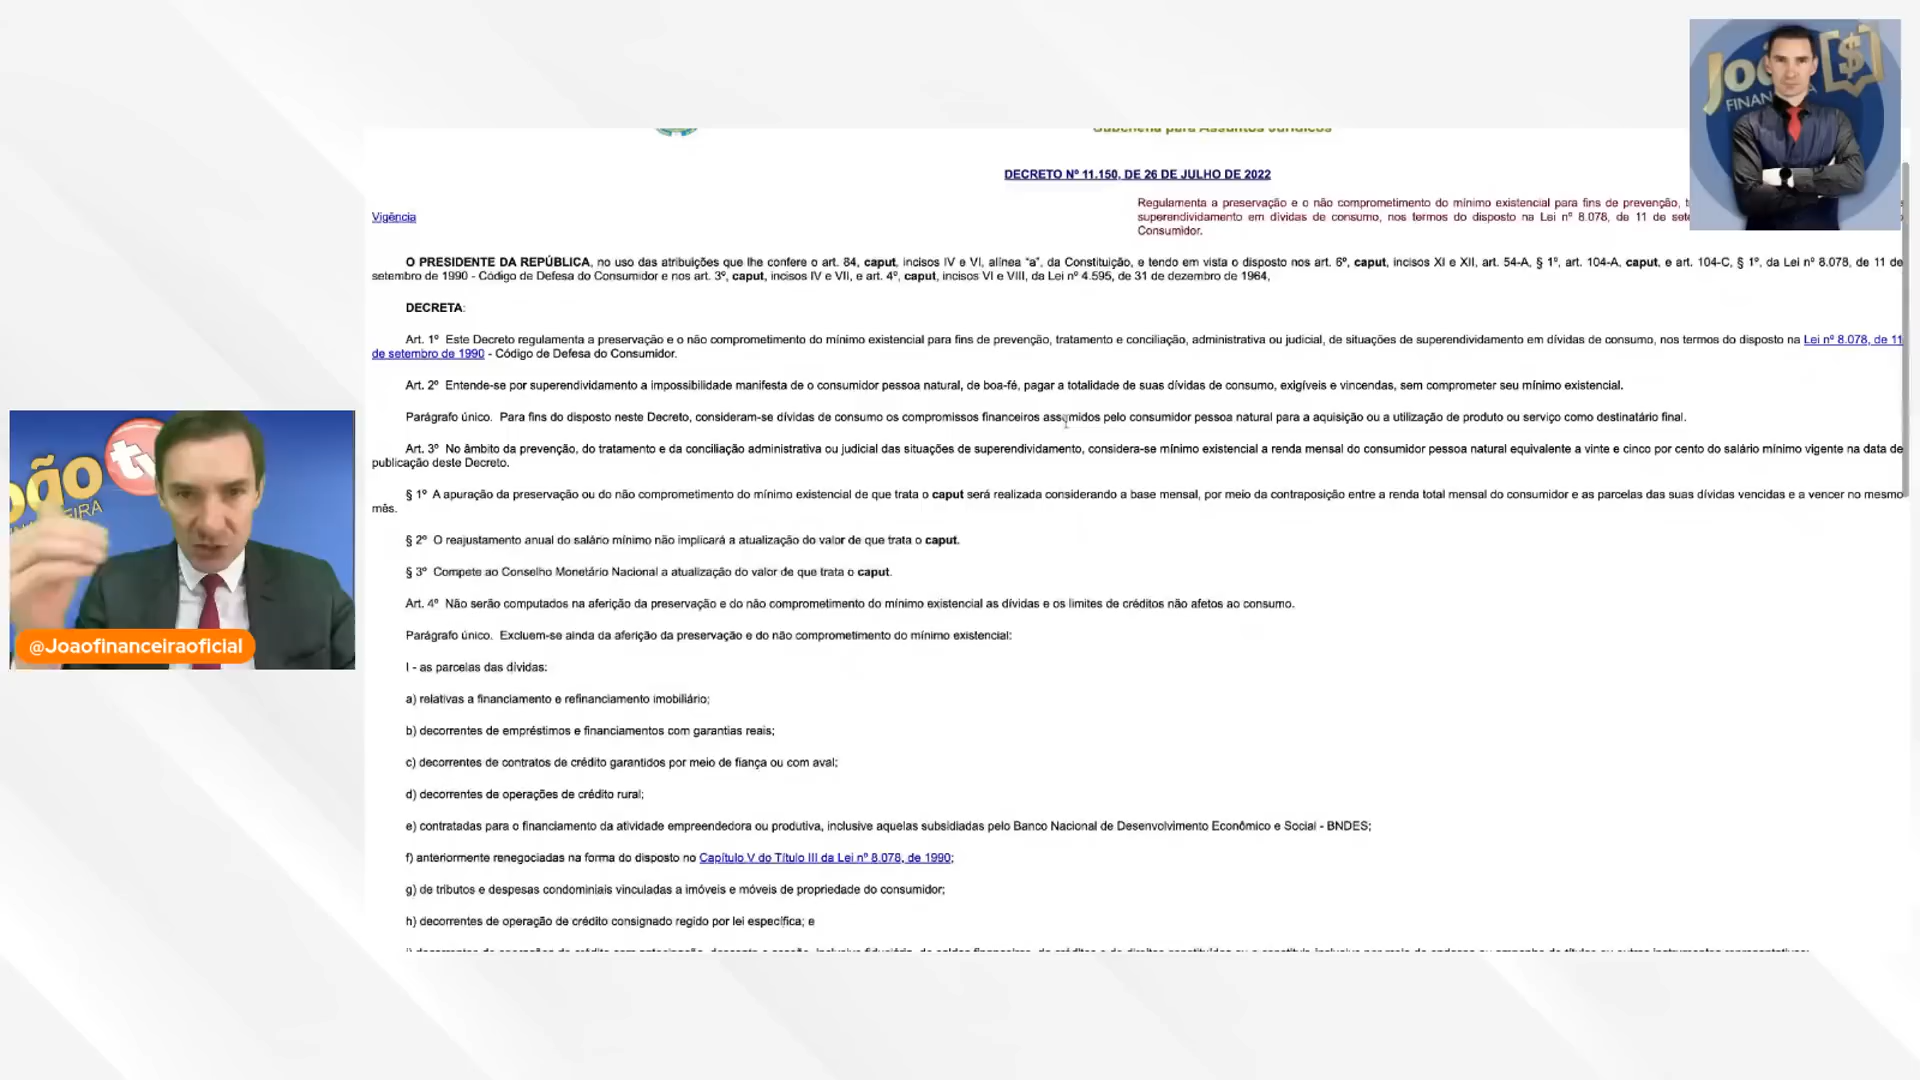 João
FINANCEIRA
Subchefia para Assuntos Jurídicos
DECRETO Nº 11.150, DE 26 DE JULHO DE 2022
Regulamenta a preservação e o não comprometimento do mínimo existencial para fins de prevenção,
Vigência
superendividamento em dívidas de consumo, nos termos do disposto na Lei nº 8.078, de 11 de
Consumidor.
O PRESIDENTE DA REPÚBLICA, no uso das atribuições que lhe confere o art. 84, caput, incisos IV e VI, alínea “a”, da Constituição, e tendo em vista o disposto nos art. 6º, caput, incisos XI e XII, art. 54-A, § 1º, art. 104-A, caput, e art. 104-C, § 1º, da Lei nº 8.078, de 11 de
setembro de 1990 - Código de Defesa do Consumidor e nos art. 3º, caput, incisos IV e VII, e art. 4º, caput, incisos VI e VIII, da Lei nº 4.595, de 31 de dezembro de 1964,
DECRETA:
Art. 1º Este Decreto regulamenta a preservação e o não comprometimento do mínimo existencial para fins de prevenção, tratamento e conciliação, administrativa ou judicial, de situações de superendividamento em dívidas de consumo, nos termos do disposto na Lei nº 8.078, de 11
de setembro de 1990 - Código de Defesa do Consumidor.
Art. 2º Entende-se por superendividamento a impossibilidade manifesta de o consumidor pessoa natural, de boa-fé, pagar a totalidade de suas dívidas de consumo, exigíveis e vincendas, sem comprometer seu mínimo existencial.
Parágrafo único. Para fins do disposto neste Decreto, consideram-se dívidas de consumo os compromissos financeiros assumidos pelo consumidor pessoa natural para a aquisição ou a utilização de produto ou serviço como destinatário final.
Art. 3º No âmbito da prevenção, do tratamento e da conciliação administrativa ou judicial das situações de superendividamento, considera-se mínimo existencial a renda mensal do consumidor pessoa natural equivalente a vinte e cinco por cento do salário mínimo vigente na data de
publicação deste Decreto.
§ 1º A apuração da preservação ou do não comprometimento do mínimo existencial de que trata o caput será realizada considerando a base mensal, por meio da contraposição entre a renda total mensal do consumidor e as parcelas das suas dívidas vencidas e a vencer no mesmo
mês.
§ 2º O reajustamento anual do salário mínimo não implicará a atualização do valor de que trata o caput.
§ 3º Compete ao Conselho Monetário Nacional a atualização do valor de que trata o caput.
Art. 4º Não serão computados na aferição da preservação e do não comprometimento do mínimo existencial as dívidas e os limites de créditos não afetos ao consumo.
Parágrafo único. Excluem-se ainda da aferição da preservação e do não comprometimento do mínimo existencial:
I - as parcelas das dívidas:
a) relativas a financiamento e refinanciamento imobiliário;
b) decorrentes de empréstimos e financiamentos com garantias reais;
c) decorrentes de contratos de crédito garantidos por meio de fiança ou com aval;
d) decorrentes de operações de crédito rural;
e) contratadas para o financiamento da atividade empreendedora ou produtiva, inclusive aquelas subsidiadas pelo Banco Nacional de Desenvolvimento Econômico e Social - BNDES;
f) anteriormente renegociadas na forma do disposto no Capítulo V do Título III da Lei nº 8.078, de 1990;
g) de tributos e despesas condominiais vinculadas a imóveis e móveis de propriedade do consumidor;
h) decorrentes de operação de crédito consignado regido por lei específica; e
tv
@Joaofinanceiraoficial